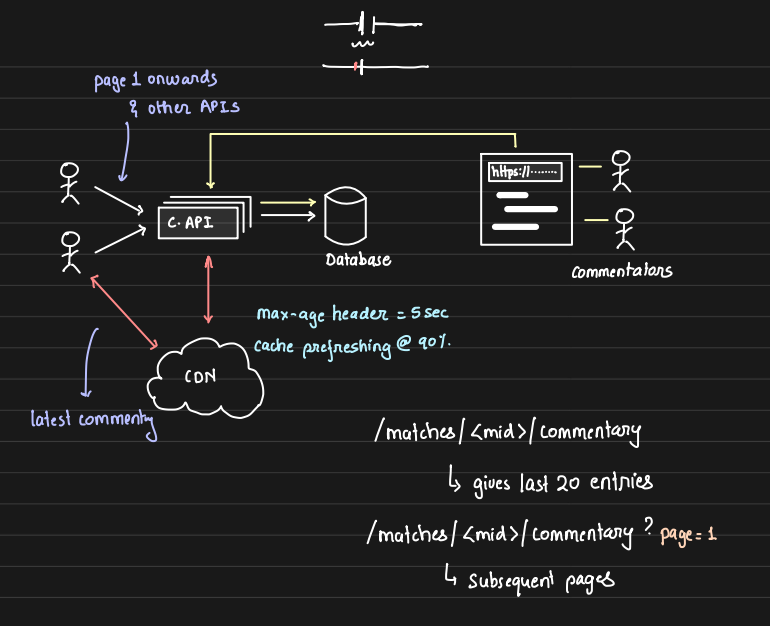 page 1 onwards
& other APIs
https://........
C. API
Database
Commentators
max-age header = 5 sec
cache prefreshing @ 90%.
CDN
latest commentry
/matches/<mid>/commentary
↳ gives last 20 entries
/matches/<mid>/commentary ? page=1
↳ subsequent pages